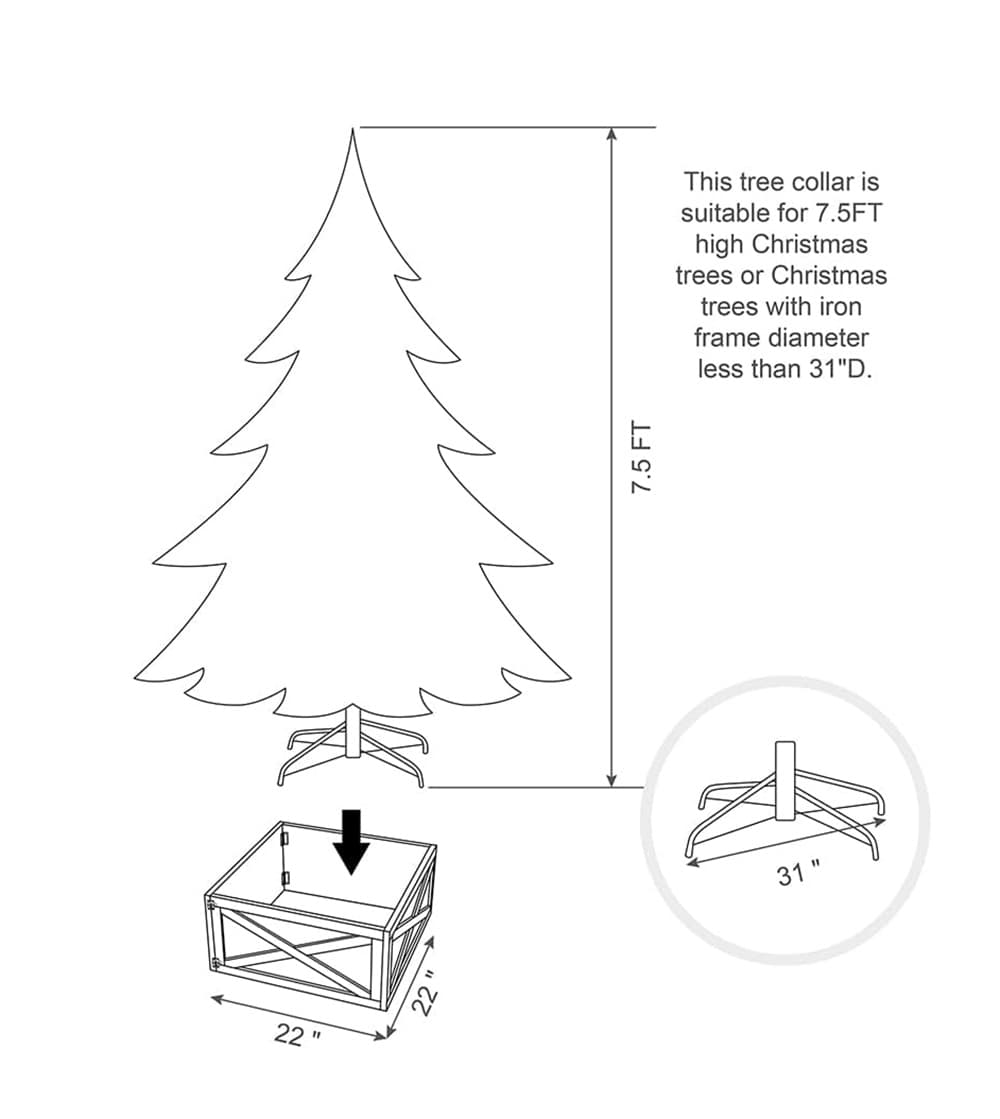 This tree collar is
suitable for 7.5FT
high Christmas
trees or Christmas
trees with iron
frame diameter
less than 31"D.
7.5 FT
31 "
22 "
22 "